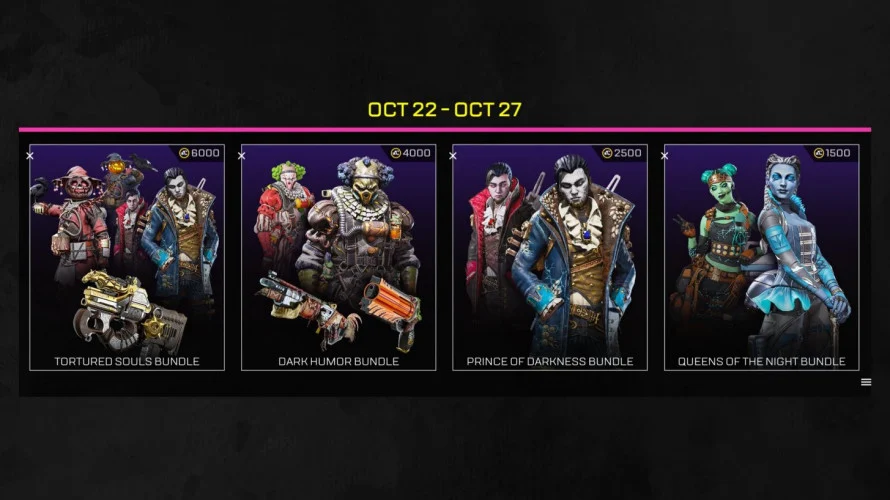 OCT 22 - OCT 27
6000
4000
2500
1500
TORTURED SOULS BUNDLE
DARK HUMOR BUNDLE
PRINCE OF DARKNESS BUNDLE
QUEENS OF THE NIGHT BUNDLE